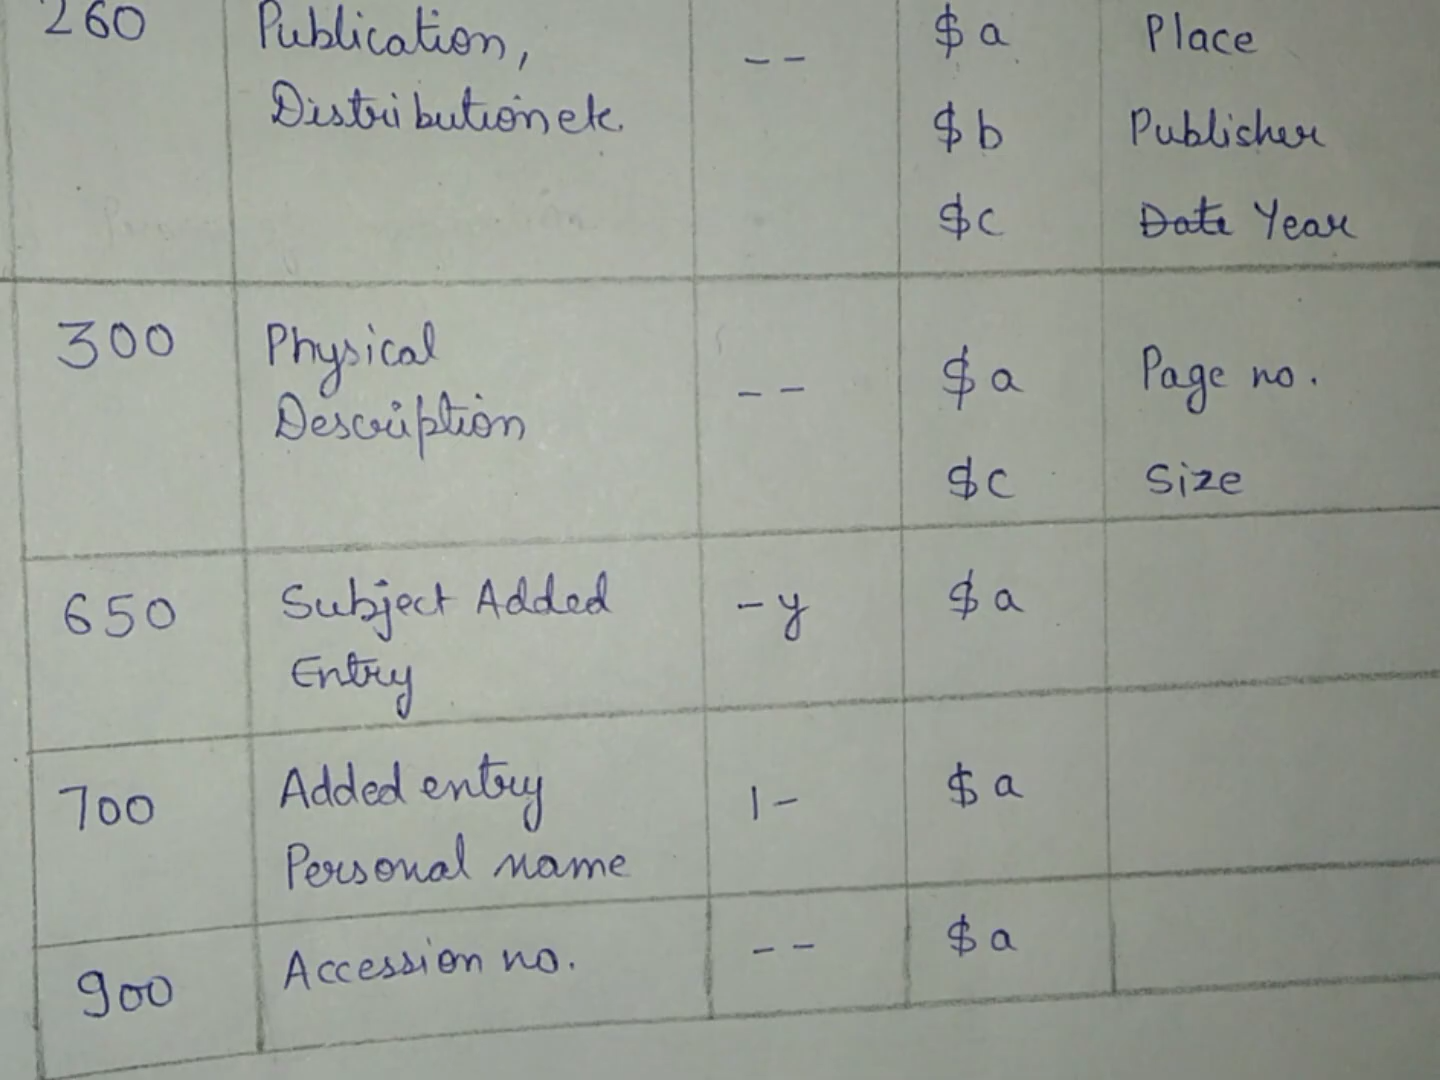 260 Publication, -- $a Place
Distribution etc. $b Publisher
$c Date Year
300 Physical -- $a Page no.
Description $c Size
650 Subject Added -y $a
Entry
700 Added entry 1- $a
Personal name
900 Accession no. -- $a